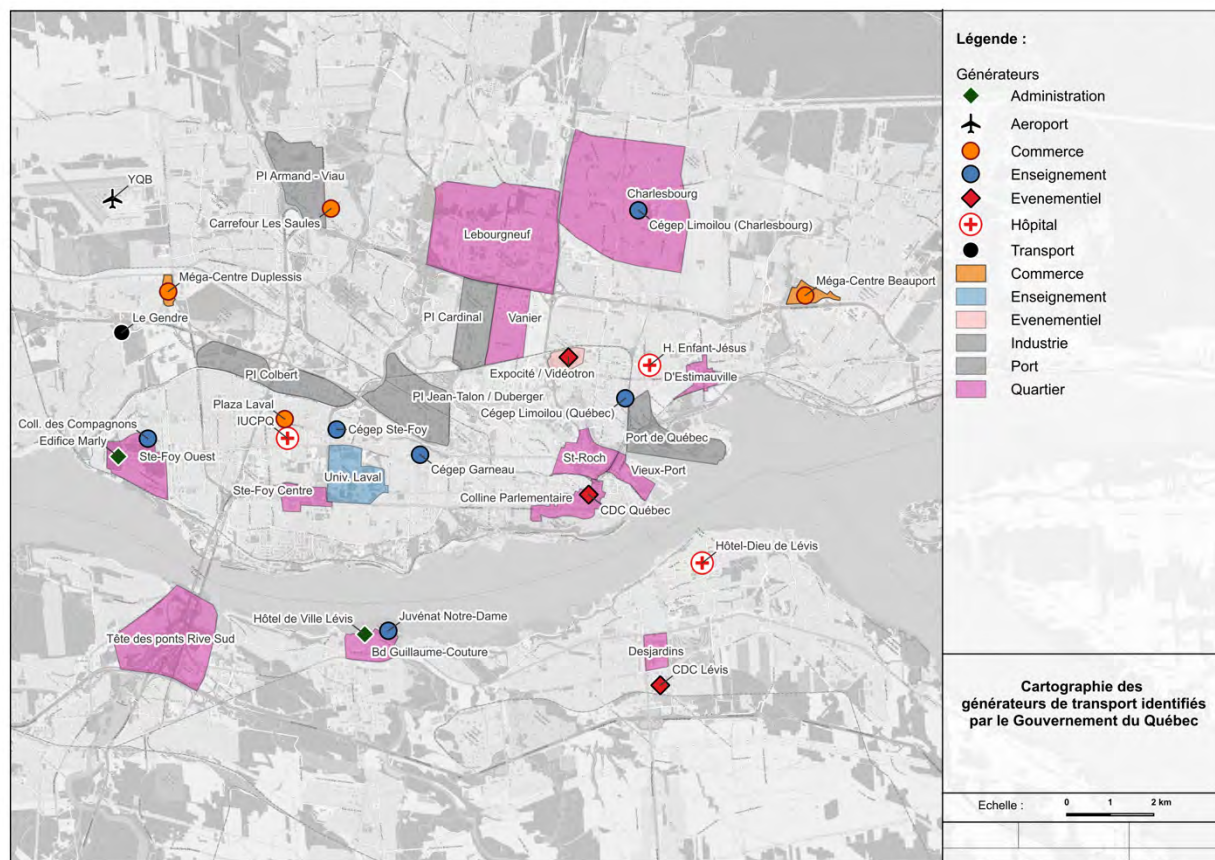 YQB
PI Armand - Viau
Carrefour Les Saules
Charlesbourg
Cégep Limoilou (Charlesbourg)
Lebourgneuf
Méga-Centre Duplessis
Méga-Centre Beauport
Le Gendre
PI Cardinal
Vanier
H. Enfant-Jésus
Expocité / Vidéotron
D'Estimauville
PI Colbert
PI Jean-Talon / Duberger
Cégep Limoilou (Québec)
Plaza Laval
IUCPQ
Cégep Ste-Foy
Coll. des Compagnons
Edifice Marly
Ste-Foy Ouest
Port de Québec
Cégep Garneau
St-Roch
Vieux-Port
Univ. Laval
Ste-Foy Centre
Colline Parlementaire
CDC Québec
Hôtel-Dieu de Lévis
Hôtel de Ville Lévis
Juvénat Notre-Dame
Tête des ponts Rive Sud
Bd Guillaume-Couture
Desjardins
CDC Lévis
Légende :
Générateurs
Administration
Aeroport
Commerce
Enseignement
Evenementiel
Hôpital
Transport
Commerce
Enseignement
Evenementiel
Industrie
Port
Quartier
Cartographie des
générateurs de transport identifiés
par le Gouvernement du Québec
Echelle :
0 1 2 km